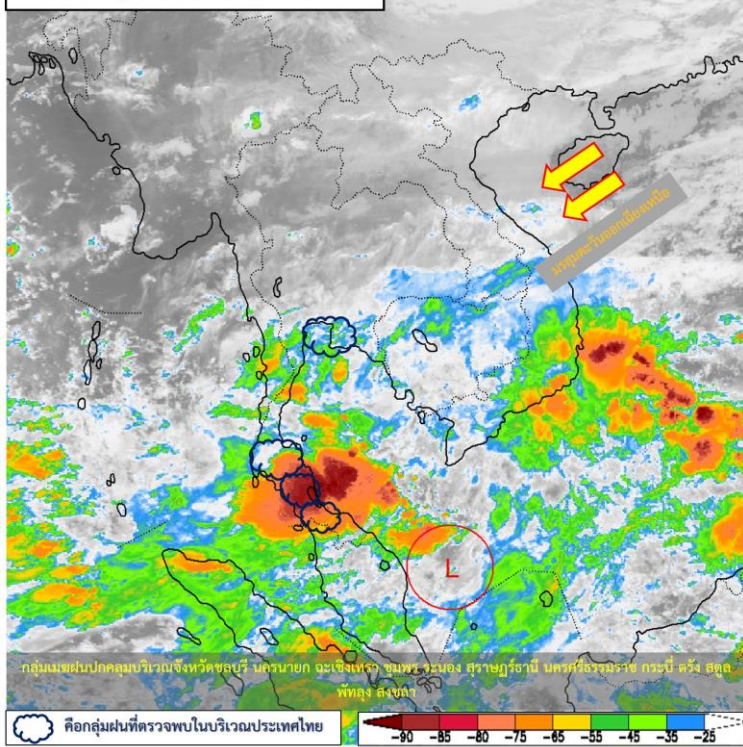 มรสุมตะวันออกเฉียงเหนือ
L
กลุ่มเมฆฝนปกคลุมบริเวณจังหวัดชลบุรี นครนายก ฉะเชิงเทรา ชุมพร ระนอง สุราษฎร์ธานี นครศรีธรรมราช กระบี่ ตรัง สตูล
พัทลุง สงขลา
คือกลุ่มฝนที่ตรวจพบในบริเวณประเทศไทย
-90 -85 -80 -75 -65 -55 -45 -35 -25